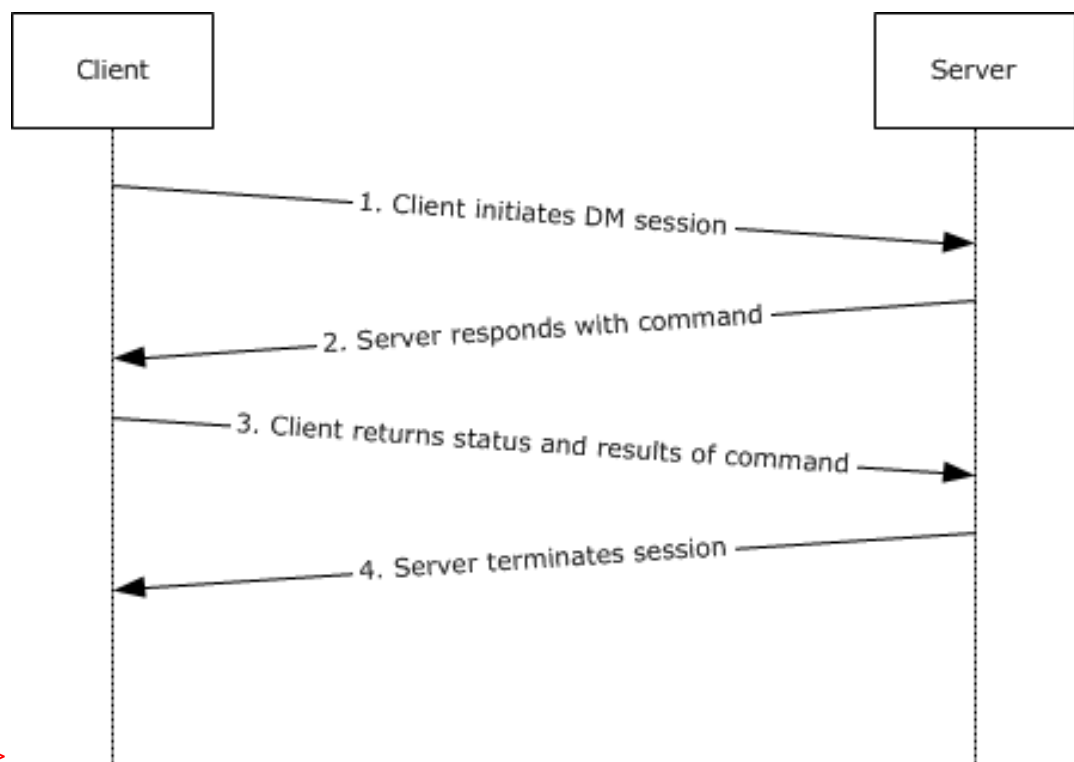 Client
Server
1. Client initiates DM session
2. Server responds with command
3. Client returns status and results of command
4. Server terminates session